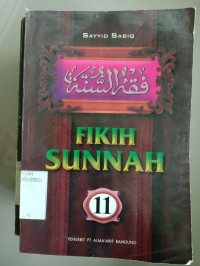 SAYYID SABIQ
فقه السنة
FIKIH
SUNNAH
11
PENERBIT PT ALMA'ARIF BANDUNG